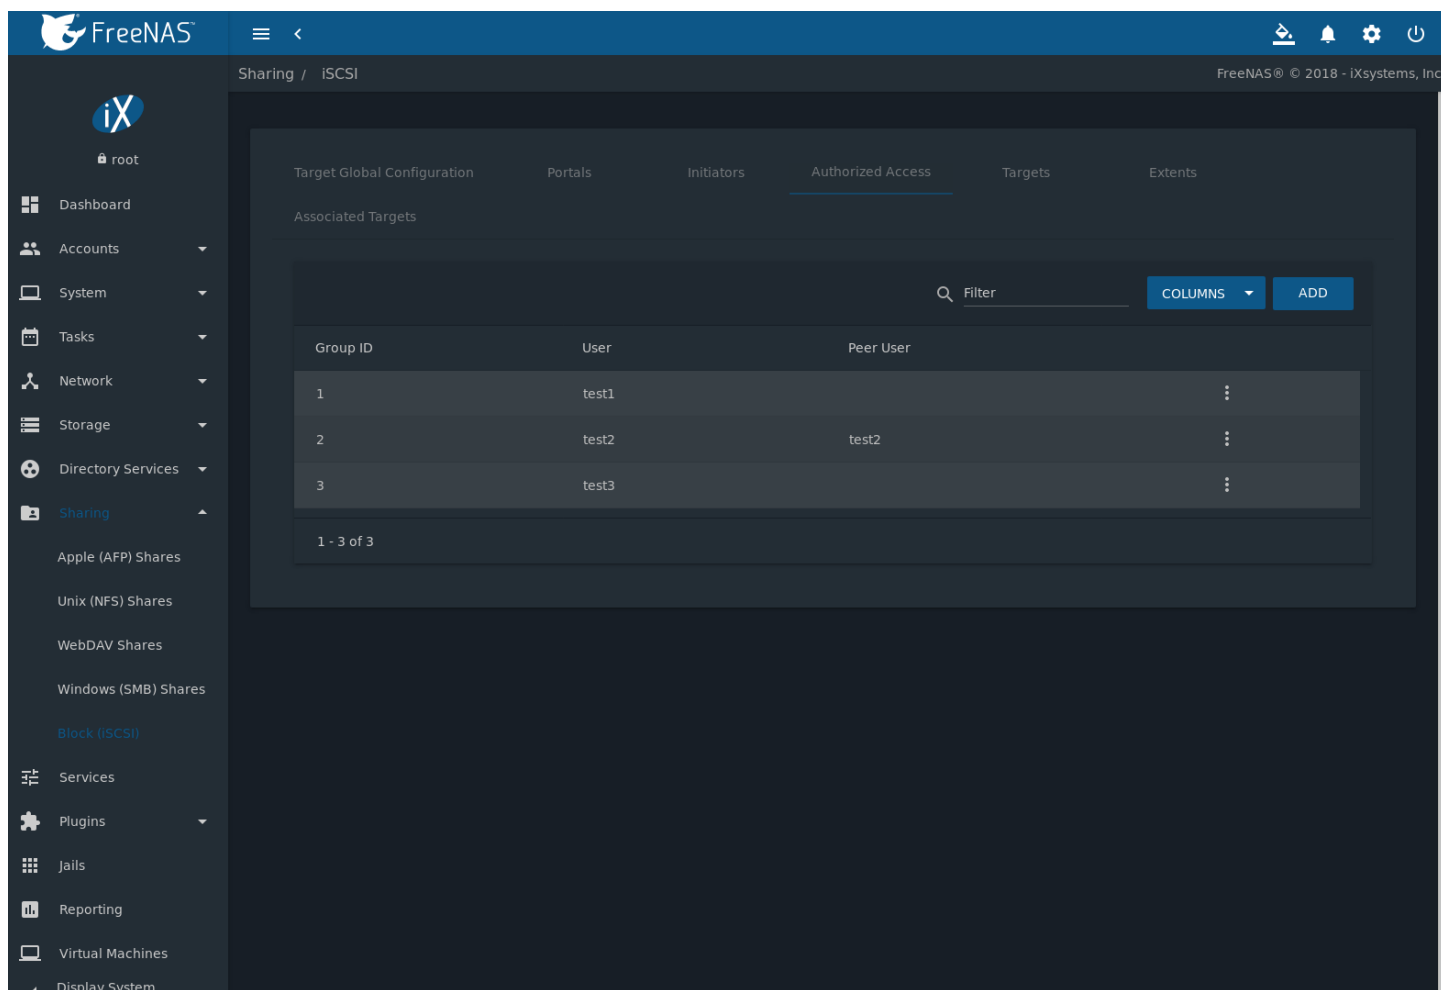 FreeNAS™
Sharing / iSCSI
FreeNAS® © 2018 - iXsystems, Inc
iX
root
Dashboard
Accounts
System
Tasks
Network
Storage
Directory Services
Sharing
Apple (AFP) Shares
Unix (NFS) Shares
WebDAV Shares
Windows (SMB) Shares
Block (iSCSI)
Services
Plugins
Jails
Reporting
Virtual Machines
Display System
Target Global Configuration Portals Initiators Authorized Access Targets Extents
Associated Targets
Filter COLUMNS ADD
Group ID User Peer User
1 test1
2 test2 test2
3 test3
1 - 3 of 3